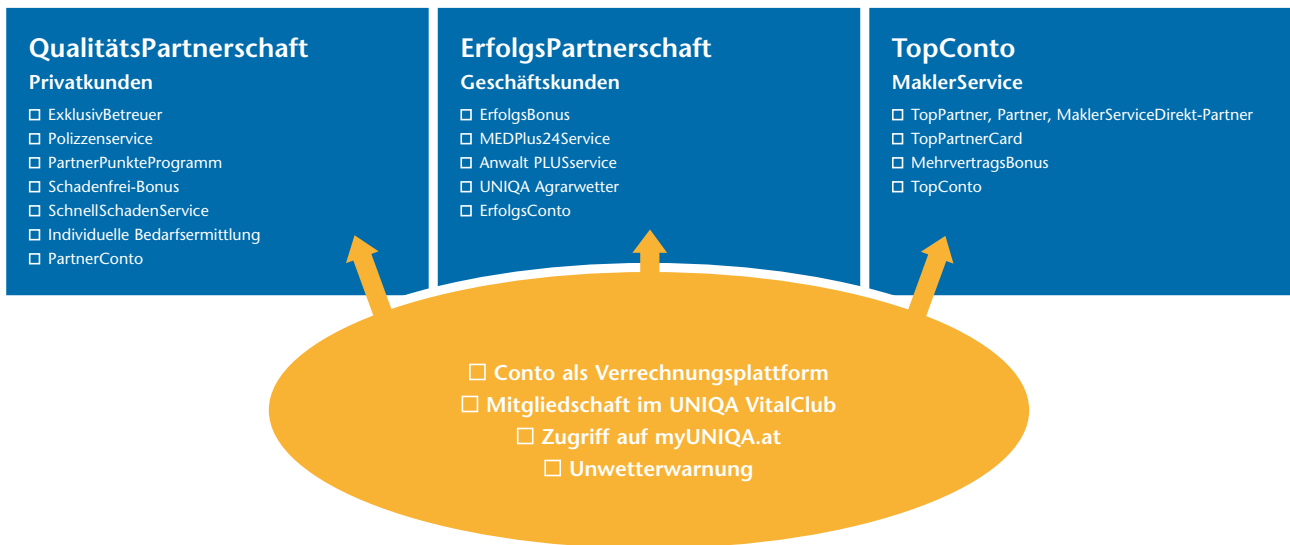 QualitätsPartnerschaft
Privatkunden
☐ ExklusivBetreuer
☐ Polizzenservice
☐ PartnerPunkteProgramm
☐ Schadenfrei-Bonus
☐ SchnellSchadenService
☐ Individuelle Bedarfsermittlung
☐ PartnerConto
ErfolgsPartnerschaft
Geschäftskunden
☐ ErfolgsBonus
☐ MEDPlus24Service
☐ Anwalt PLUSservice
☐ UNIQA Agrarwetter
☐ ErfolgsConto
TopConto
MaklerService
☐ TopPartner, Partner, MaklerServiceDirekt-Partner
☐ TopPartnerCard
☐ MehrvertragsBonus
☐ TopConto
☐ Conto als Verrechnungsplattform
☐ Mitgliedschaft im UNIQA VitalClub
☐ Zugriff auf myUNIQA.at
☐ Unwetterwarnung